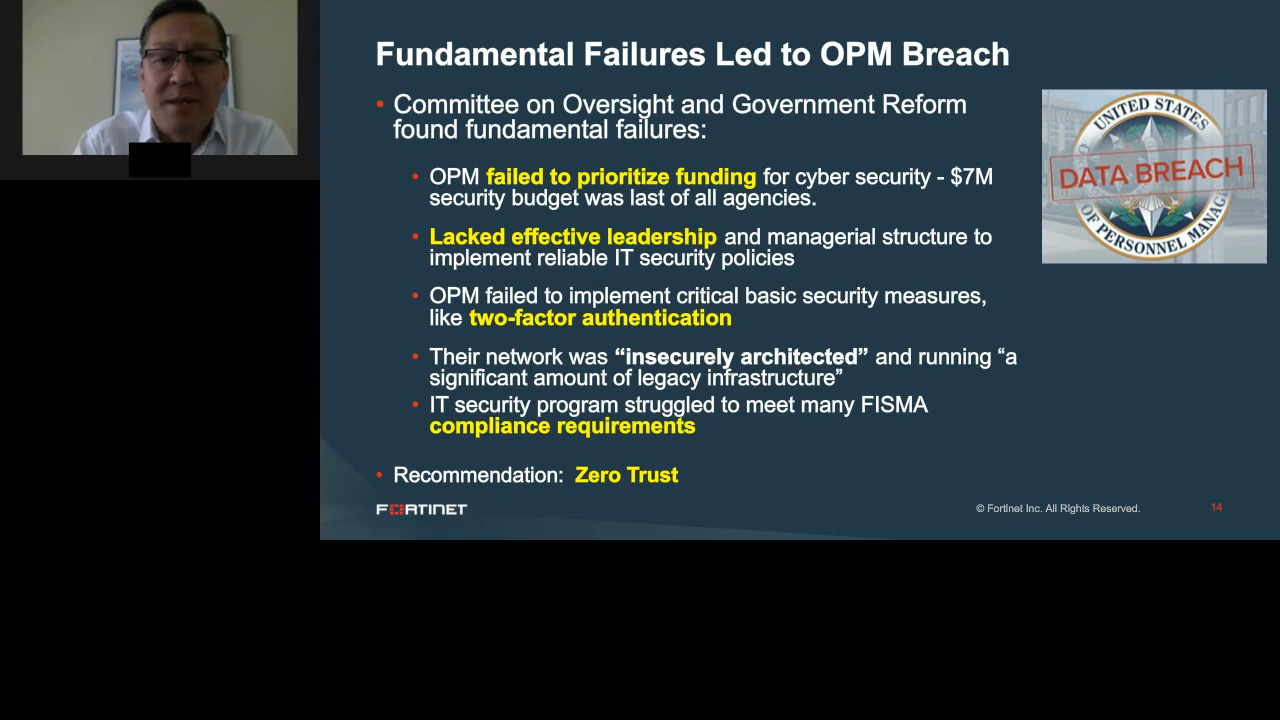 Fundamental Failures Led to OPM Breach
• Committee on Oversight and Government Reform
found fundamental failures:
• OPM failed to prioritize funding for cyber security - $7M
security budget was last of all agencies.
• Lacked effective leadership and managerial structure to
implement reliable IT security policies
• OPM failed to implement critical basic security measures,
like two-factor authentication
• Their network was “insecurely architected” and running “a
significant amount of legacy infrastructure”
• IT security program struggled to meet many FISMA
compliance requirements
• Recommendation: Zero Trust
UNITED STATES
DATA BREACH
OF PERSONNEL MANAG
FORTINET
© Fortinet Inc. All Rights Reserved.
14